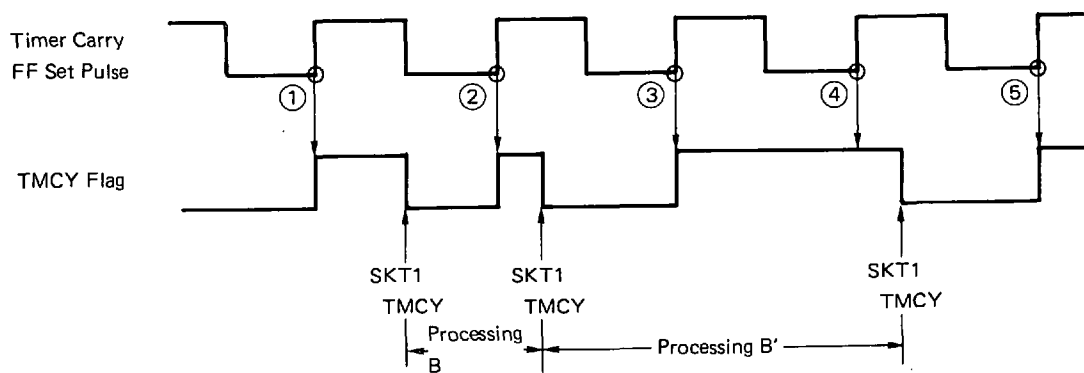 Timer Carry
FF Set Pulse
① ② ③ ④ ⑤
TMCY Flag
SKT1 SKT1 SKT1
TMCY TMCY TMCY
Processing
B
Processing B'